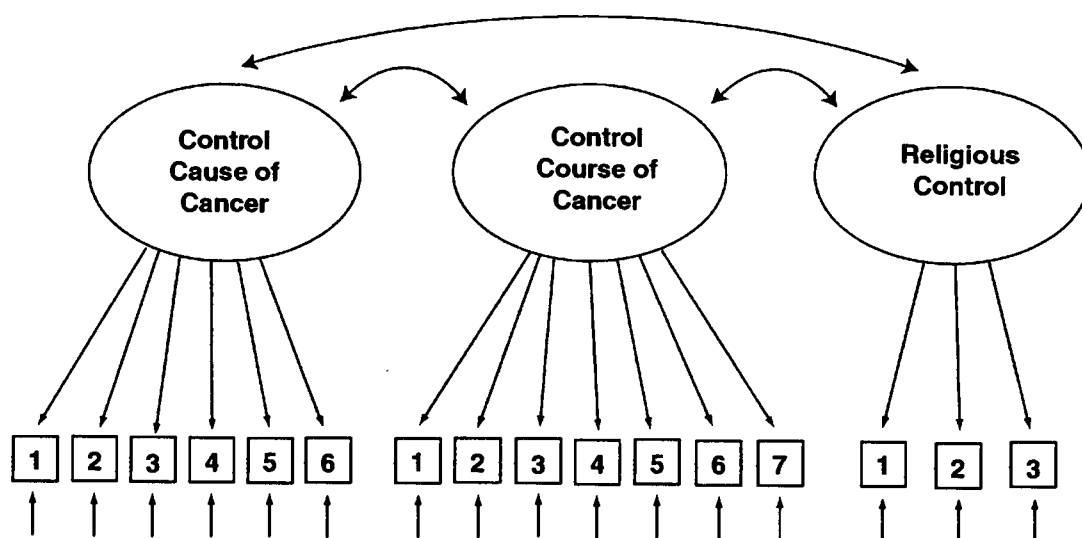 Control
Cause of
Cancer
Control
Course of
Cancer
Religious
Control
1 2 3 4 5 6
1 2 3 4 5 6 7
1 2 3